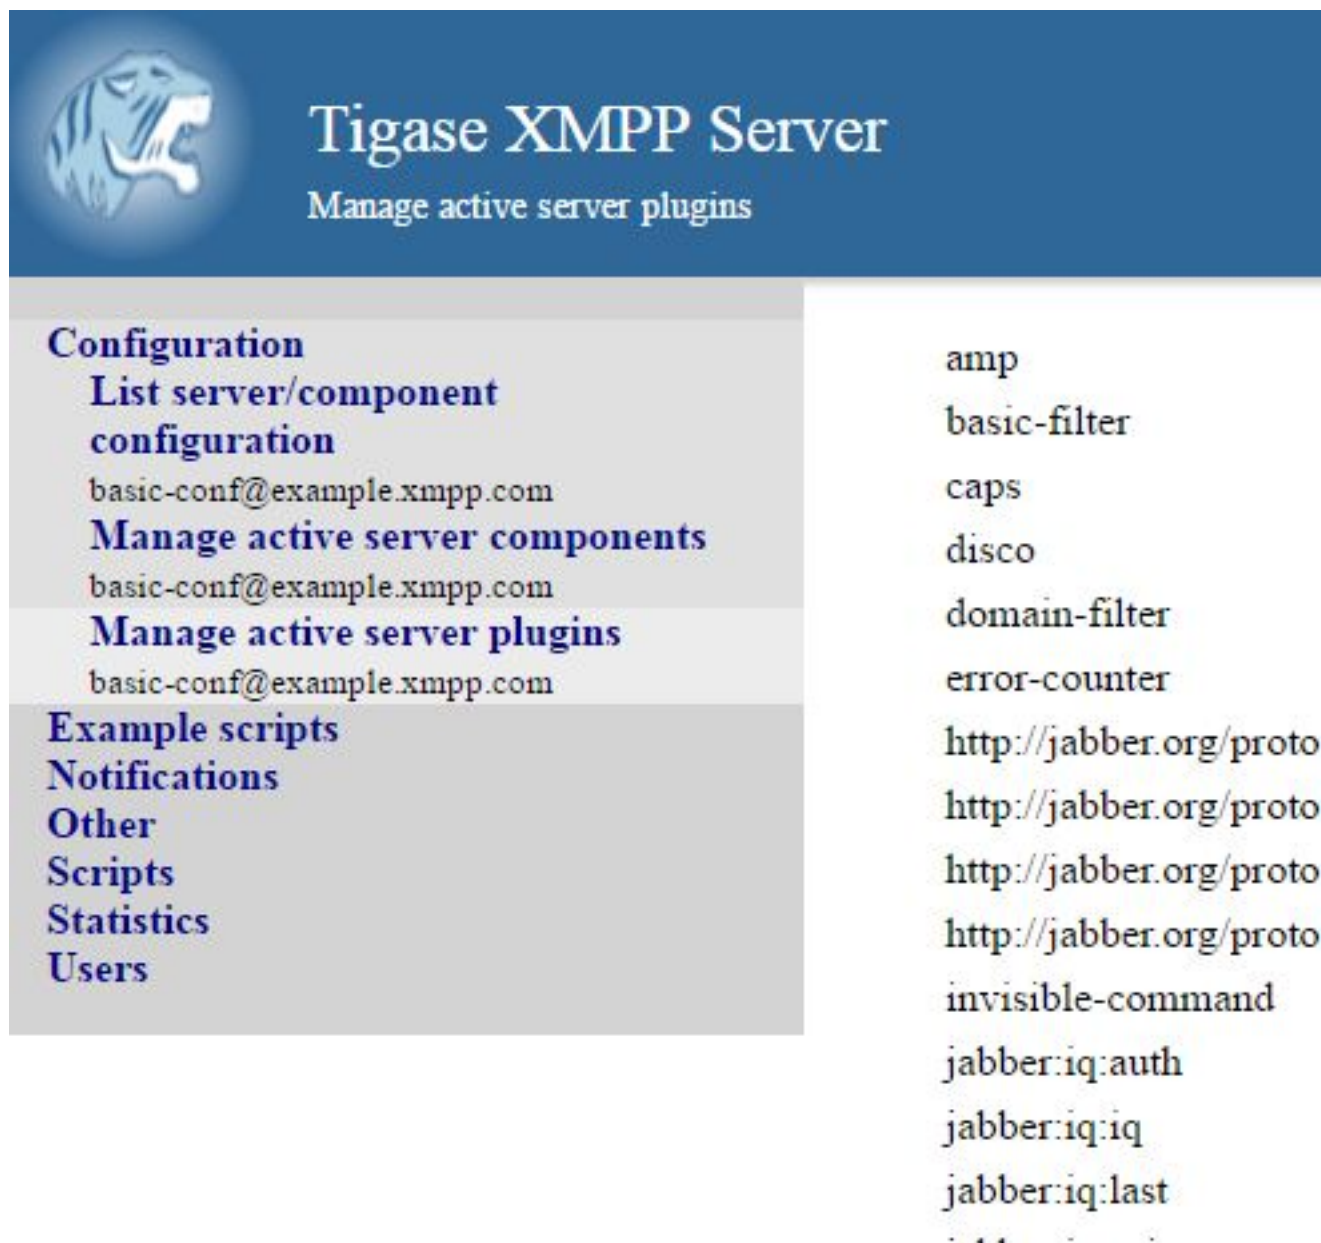 Tigase XMPP Server
Manage active server plugins
Configuration
List server/component
configuration
basic-conf@example.xmpp.com
Manage active server components
basic-conf@example.xmpp.com
Manage active server plugins
basic-conf@example.xmpp.com
Example scripts
Notifications
Other
Scripts
Statistics
Users
amp
basic-filter
caps
disco
domain-filter
error-counter
http://jabber.org/proto
http://jabber.org/proto
http://jabber.org/proto
http://jabber.org/proto
invisible-command
jabber:iq:auth
jabber:iq:iq
jabber:iq:last